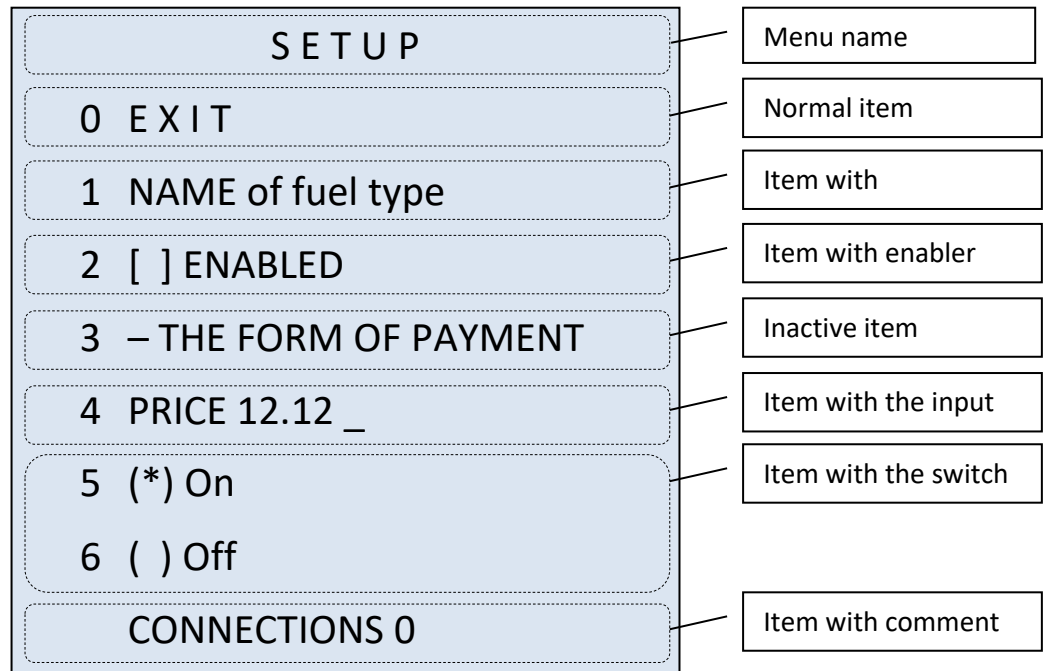 S E T U P
Menu name
0 E X I T
Normal item
1 NAME of fuel type
Item with
2 [ ] ENABLED
Item with enabler
3 – THE FORM OF PAYMENT
Inactive item
4 PRICE 12.12 _
Item with the input
5 (*) On
Item with the switch
6 ( ) Off
CONNECTIONS 0
Item with comment